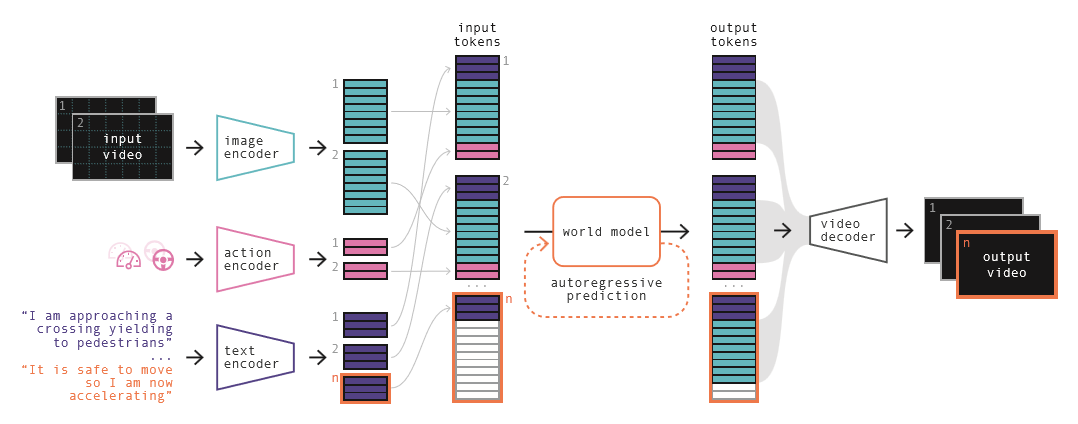 input
tokens
output
tokens
1
2
input
video
image
encoder
1
2
1
2
action
encoder
1
2
“I am approaching a
crossing yielding
to pedestrians”
...
“It is safe to move
so I am now
accelerating”
text
encoder
1
2
n
...
n
world model
autoregressive
prediction
...
video
decoder
1
2
n
output
video